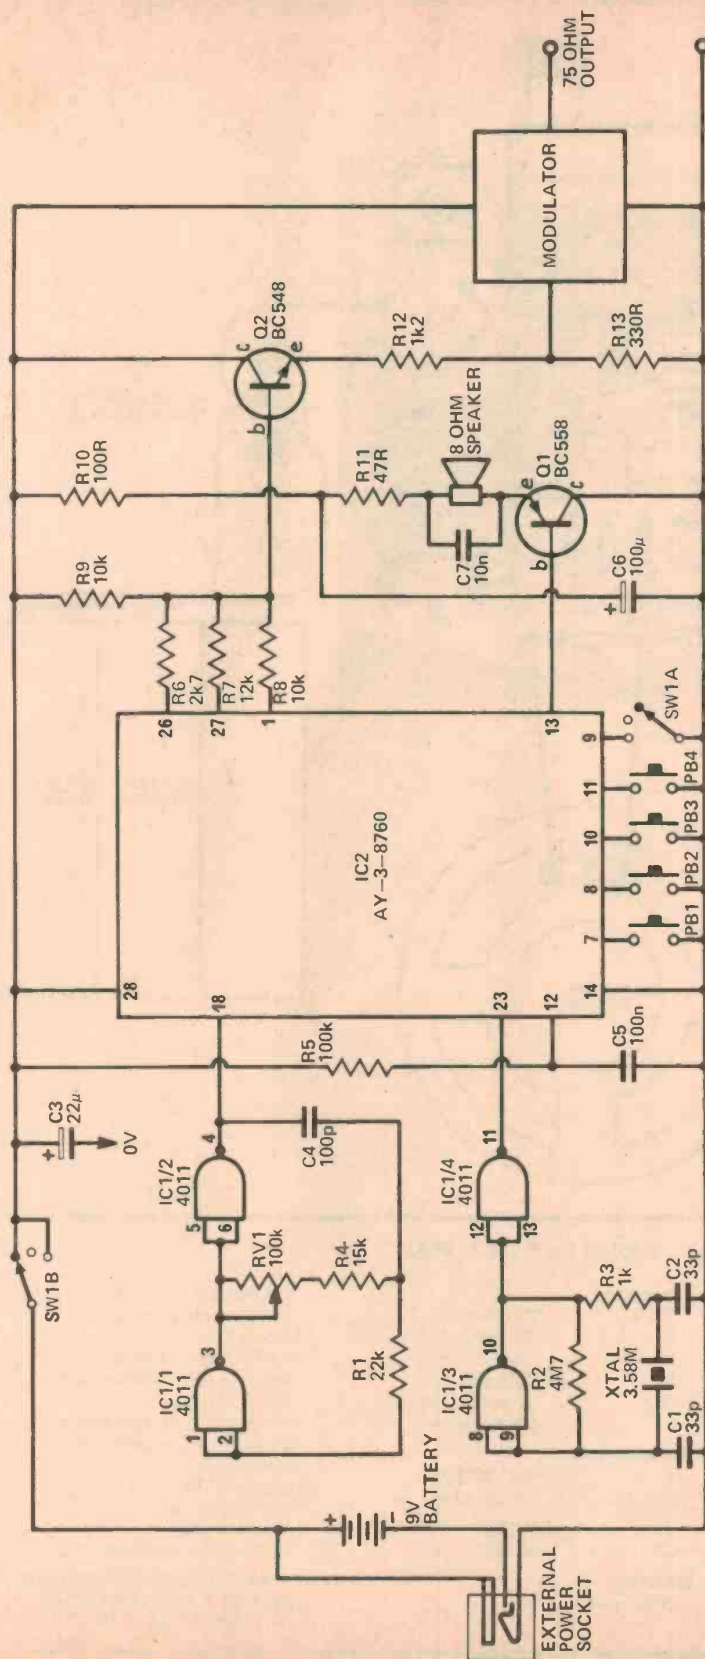 SW1B
C3
22µ
+
0V
EXTERNAL
POWER
SOCKET
9V
BATTERY
+
-
IC1/1
4011
1
2
3
IC1/2
4011
5
6
4
RV1
100k
R4
15k
R1
22k
C4
100p
IC1/3
4011
8
9
10
IC1/4
4011
12
13
11
R2
4M7
R3
1k
XTAL
3.58M
C1
33p
C2
33p
R5
100k
C5
100n
IC2
AY-3-8760
28
18
23
12
14
7
8
10
11
9
13
26
27
1
PB1
PB2
PB3
PB4
SW1A
R6
2k7
R7
12k
R8
10k
R9
10k
R10
100R
R11
47R
C7
10n
8 OHM
SPEAKER
Q1
BC558
b
e
c
C6
100µ
+
Q2
BC548
b
c
e
R12
1k2
R13
330R
MODULATOR
75 OHM
OUTPUT